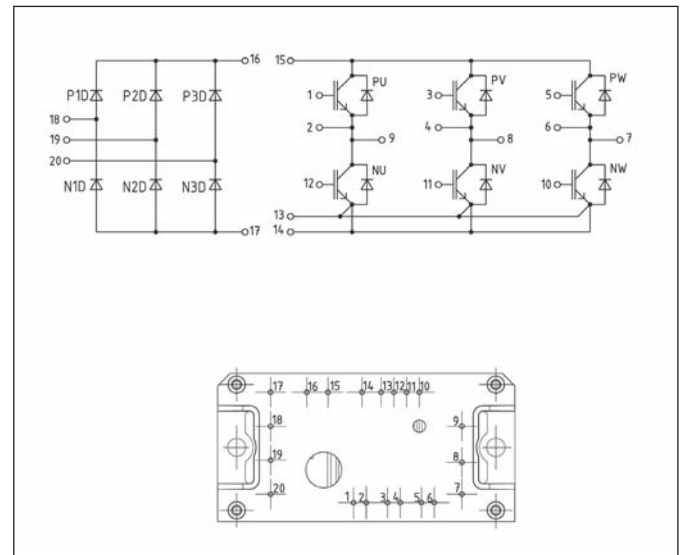 16 15
PU PV PW
P1D P2D P3D 1 3 5
18
2 9 4 8 6 7
19
20
NU NV NW
N1D N2D N3D 12 11 10
13
17 14
17 16 15 14 13 12 11 10
18 9
19 8
20 7
1 2 3 4 5 6